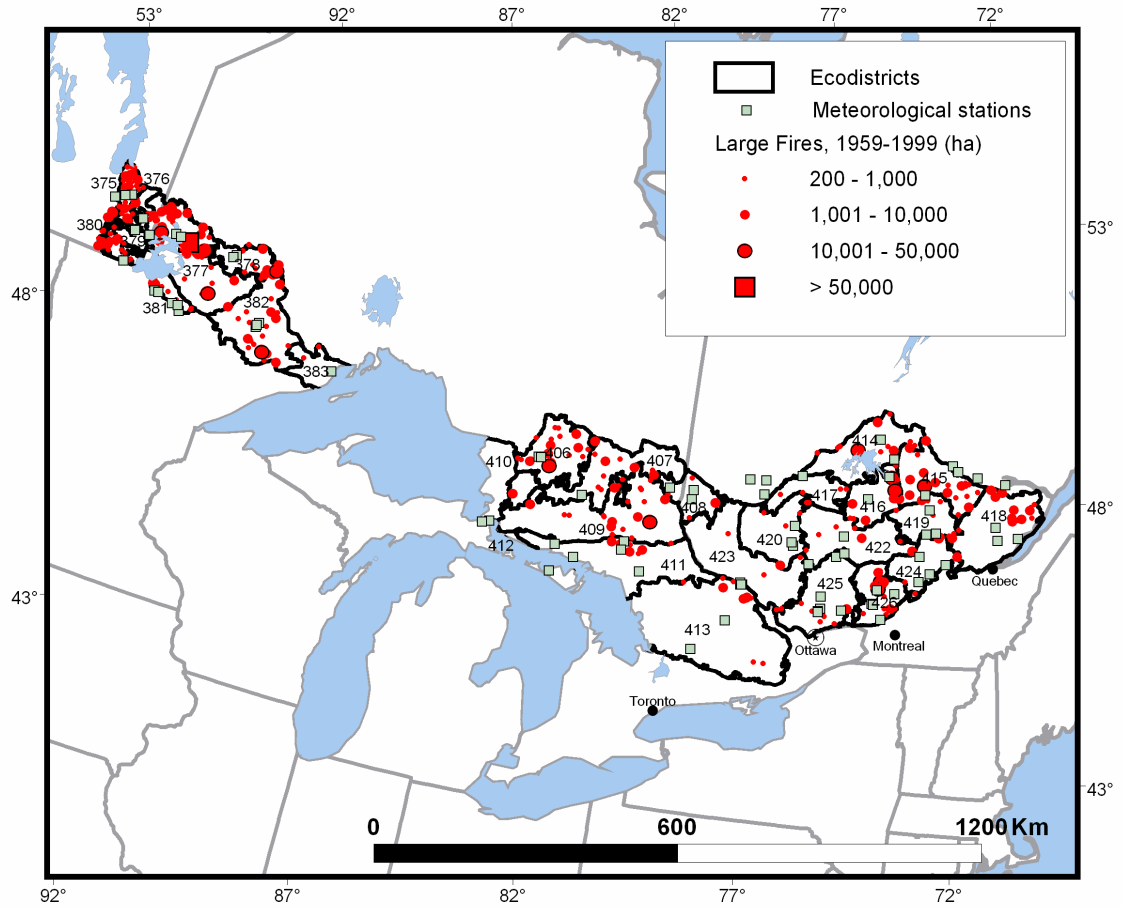 53° 92° 87° 82° 77° 72°
Ecodistricts
Meteorological stations
Large Fires, 1959-1999 (ha)
200 - 1,000
1,001 - 10,000
10,001 - 50,000
> 50,000
375 376
380
379
53°
377 378
48°
382
381
383
414
410 406 407
415
417
408 416
48°
418
419
409
420
412 422
423
411 424
Quebec
425
43°
426
413
Ottawa Montreal
Toronto
43°
0 600 1200 Km
92° 87° 82° 77° 72°